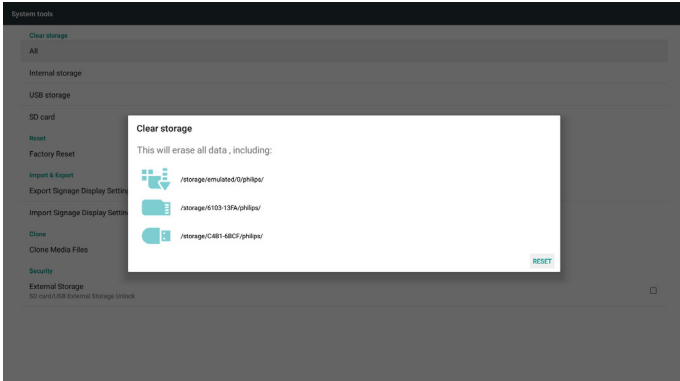 System tools
Clear storage
All
Internal storage
USB storage
SD card
Reset
Factory Reset
Import & Export
Export Signage Display
Import Signage Display
Clone
Clone Media Files
Security
External Storage
SD card/USB External Storage Unlock
Clear storage
This will erase all data , including:
/storage/emulated/0/philips/
/storage/6103-13FA/philips/
/storage/C4B1-6BCF/philips/
RESET